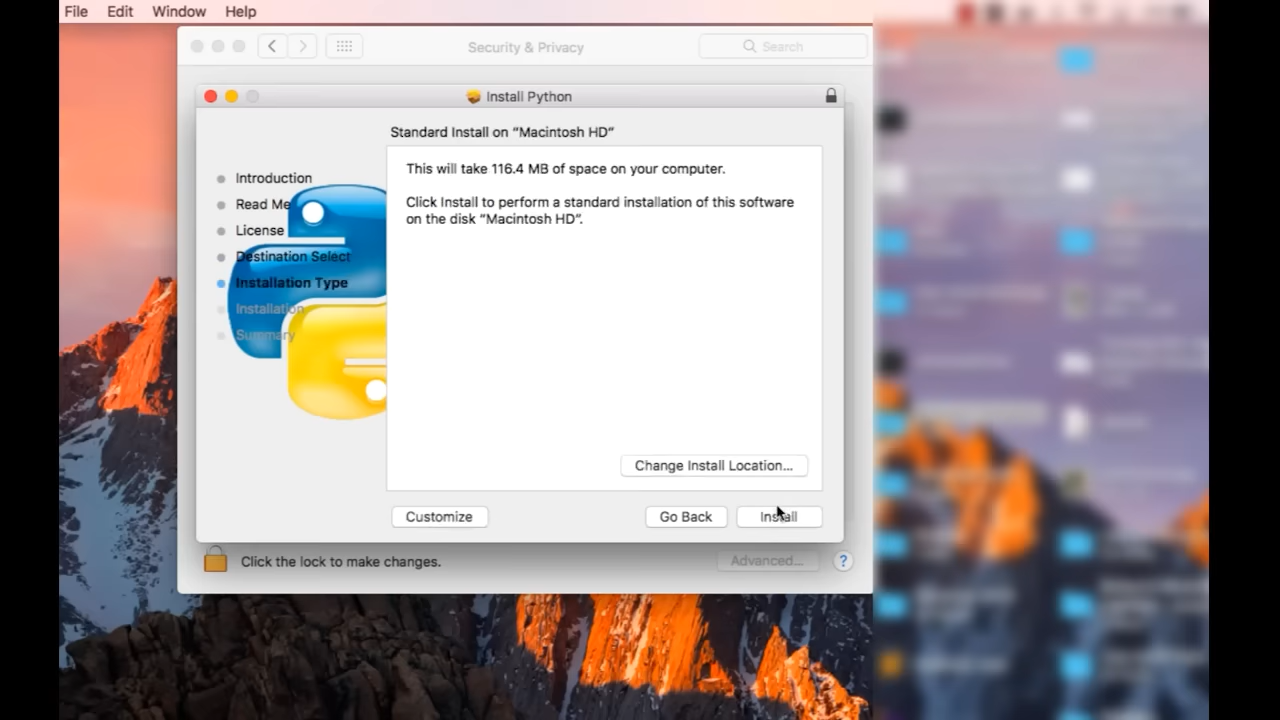 File Edit Window Help
Security & Privacy
Search
Install Python
Standard Install on “Macintosh HD”
Introduction
Read Me
License
Destination Select
Installation Type
Installation
Summary
This will take 116.4 MB of space on your computer.
Click Install to perform a standard installation of this software
on the disk “Macintosh HD”.
Change Install Location...
Customize
Go Back
Install
Click the lock to make changes.
Advanced...
?